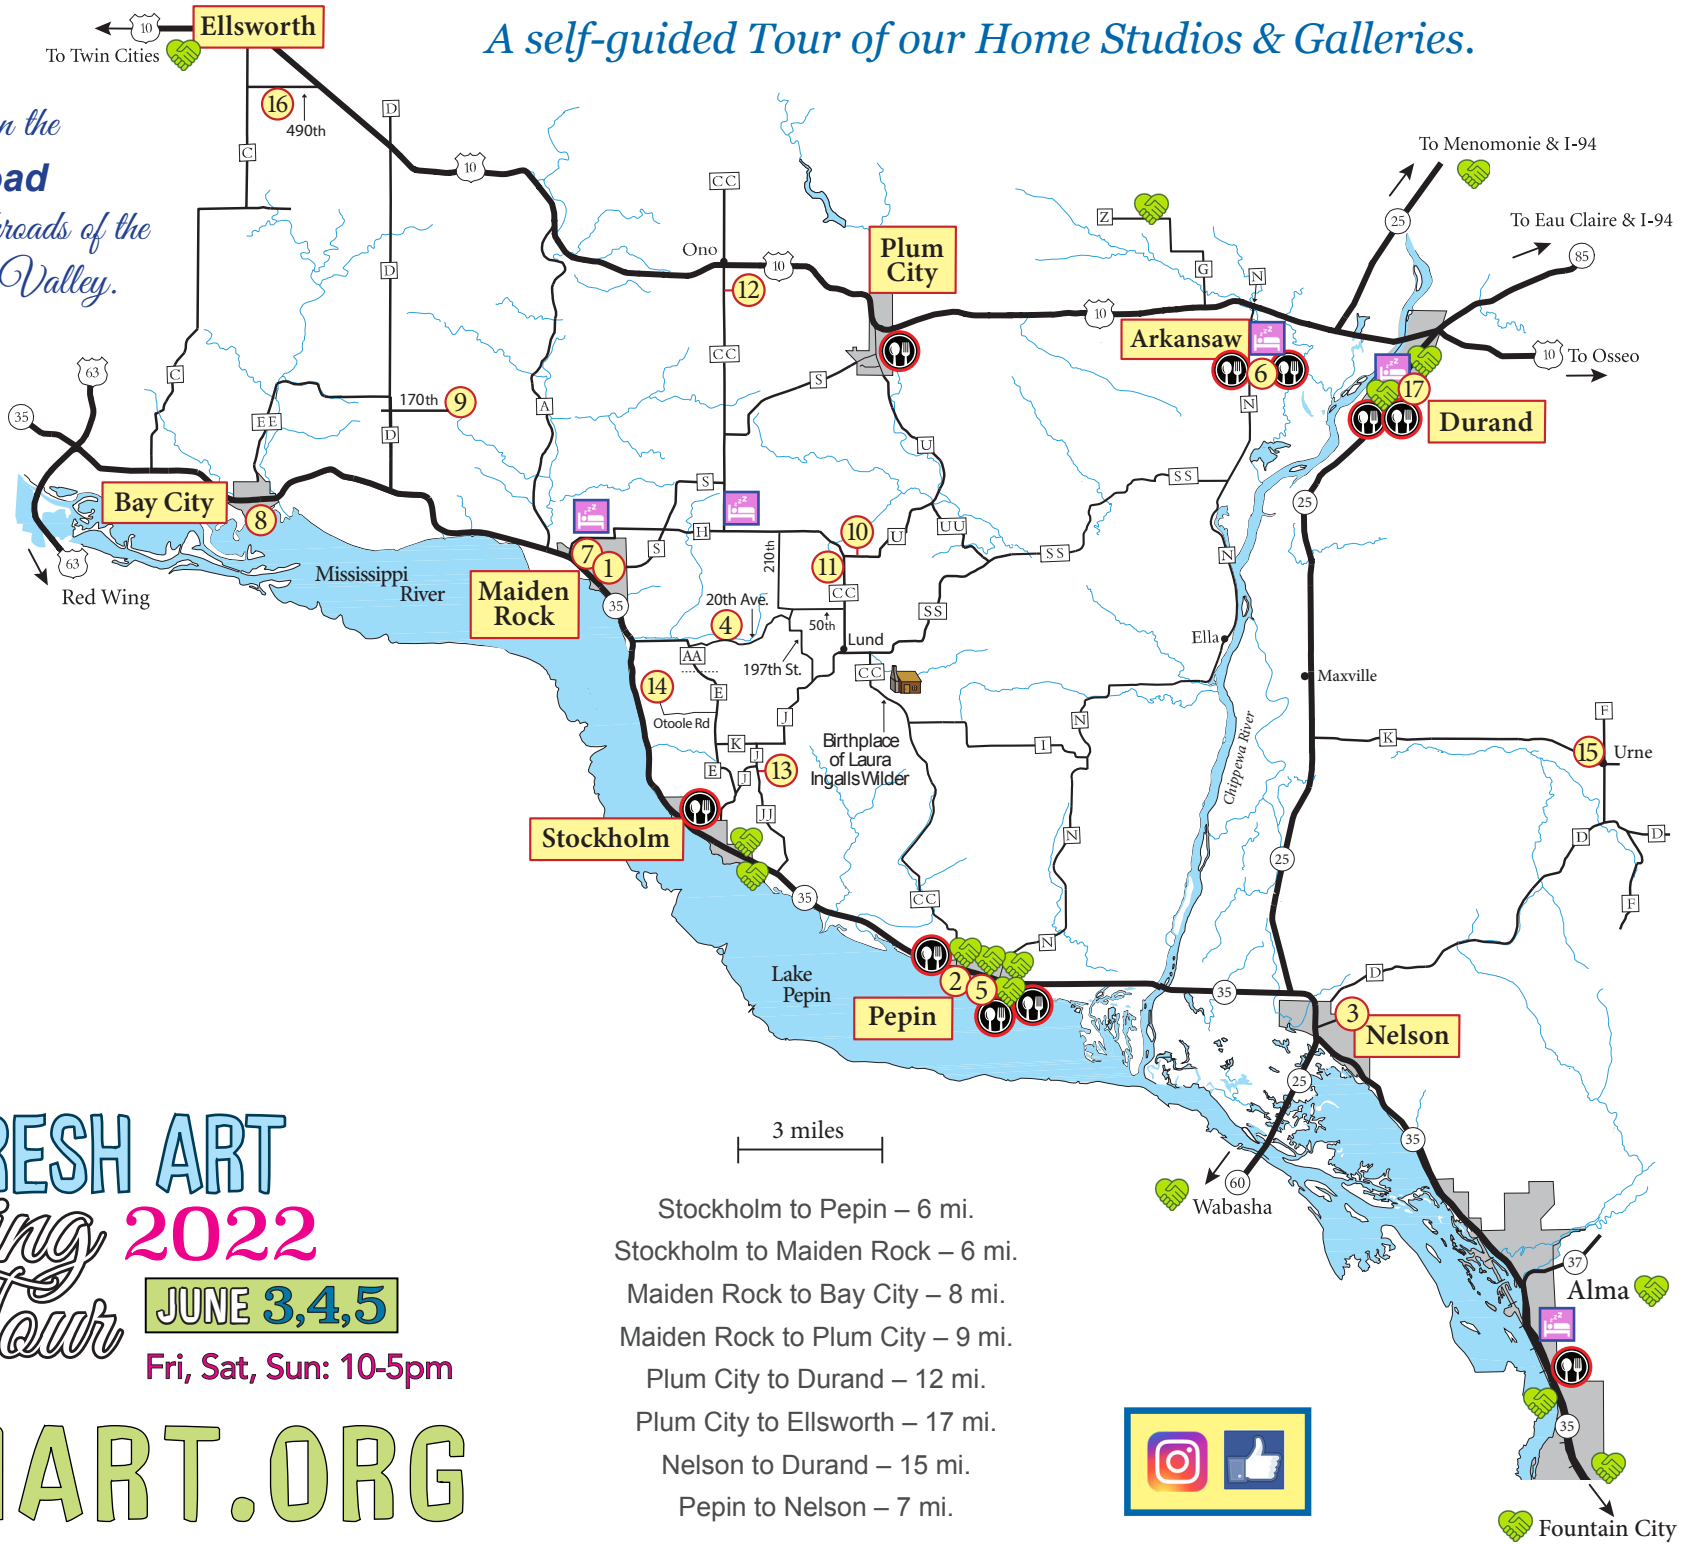 A self-guided Tour of our Home Studios & Galleries.
10
Ellsworth
To Twin Cities
16
490th
C
D
10
the
roads of the
Valley.
D
CC
Ono
10
12
CC
Plum
City
Z
G
N
10
To Menomonie & I-94
25
To Eau Claire & I-94
85
10
To Osseo
Arkansaw
6
N
17
Durand
63
35
C
EE
170th
9
D
A
S
U
Bay City
8
63
Red Wing
Mississippi
River
S
H
S
7
1
Maiden
Rock
35
210th
10
11
U
UU
CC
SS
SS
SS
25
N
20th Ave.
4
50th
Lund
197th St.
AA
CC
14
E
Otoole Rd
J
K
J
E
J
13
JJ
Birthplace
of Laura
Ingalls Wilder
Ella
Maxville
N
I
N
Chippewa River
K
F
15
Urne
D
D
F
25
Stockholm
35
CC
N
Lake
Pepin
2
5
Pepin
35
D
3
Nelson
25
35
60
Wabasha
37
Alma
35
Fountain City
3 miles
Stockholm to Pepin – 6 mi.
Stockholm to Maiden Rock – 6 mi.
Maiden Rock to Bay City – 8 mi.
Maiden Rock to Plum City – 9 mi.
Plum City to Durand – 12 mi.
Plum City to Ellsworth – 17 mi.
Nelson to Durand – 15 mi.
Pepin to Nelson – 7 mi.
RESH ART
ing 2022
Tour
JUNE 3,4,5
Fri, Sat, Sun: 10-5pm
ART.ORG